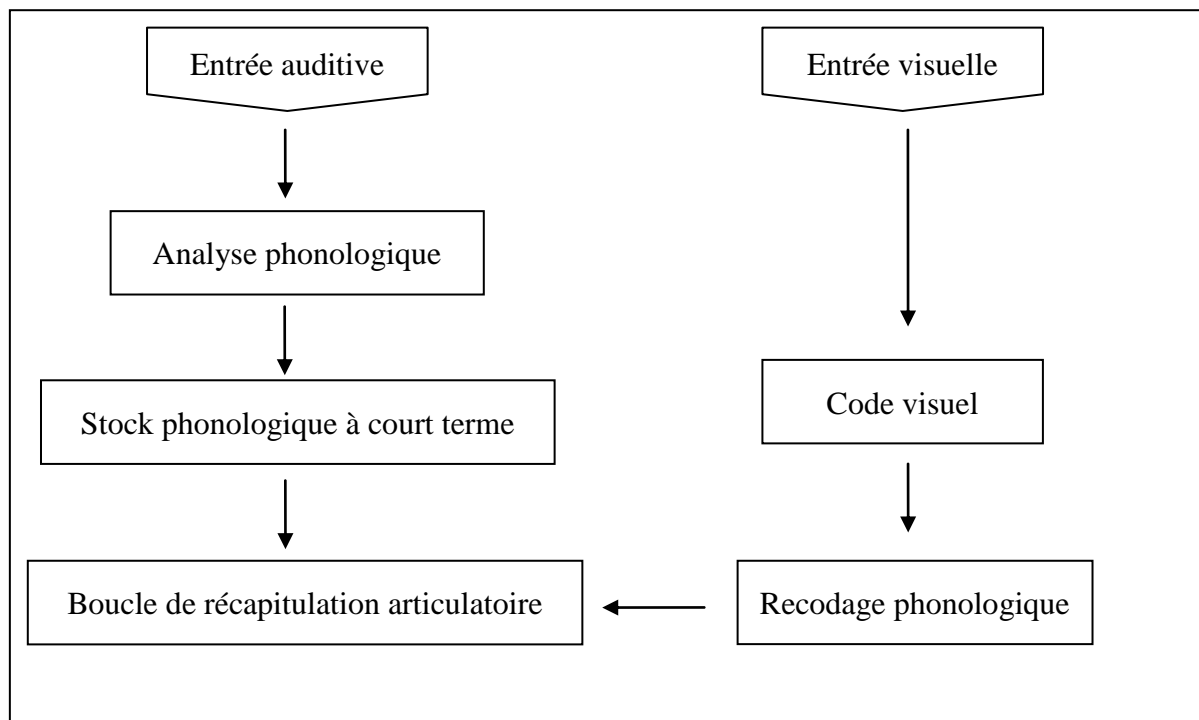 Entrée auditive
Entrée visuelle
Analyse phonologique
Stock phonologique à court terme
Code visuel
Boucle de récapitulation articulatoire
Recodage phonologique